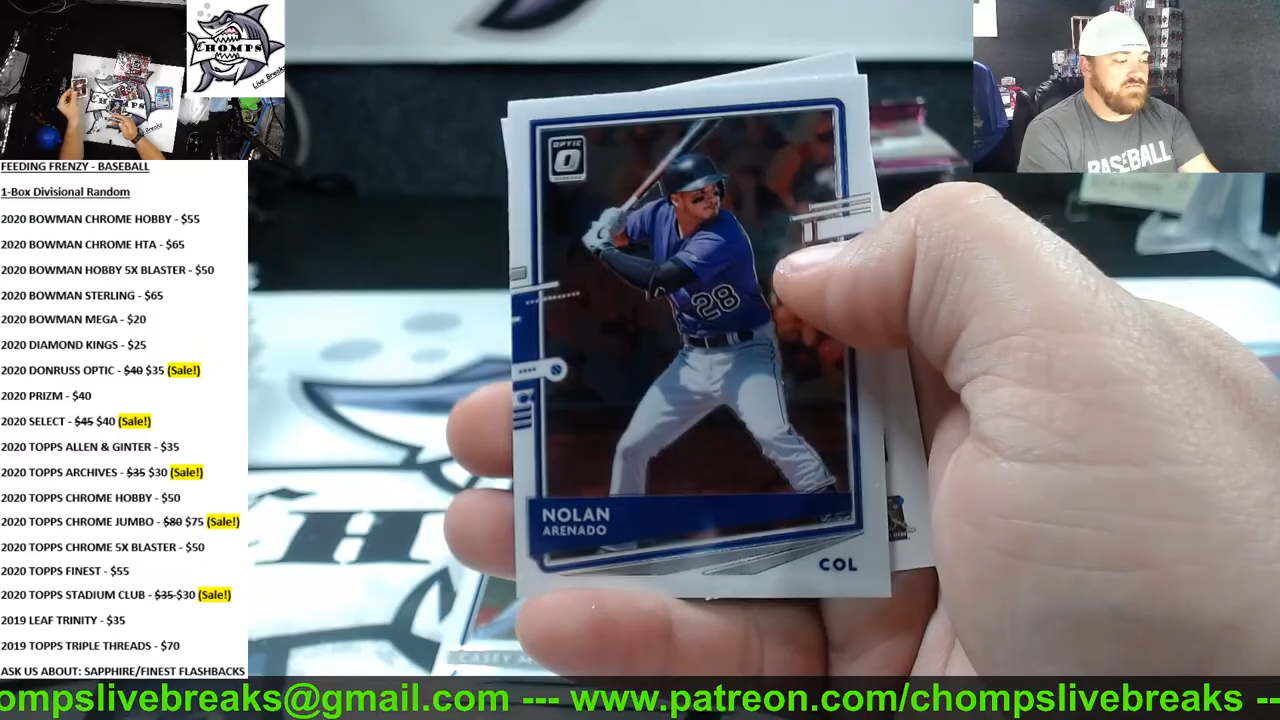 CHOMPS
Live Breaks
FEEDING FRENZY - BASEBALL
1-Box Divisional Random
2020 BOWMAN CHROME HOBBY - $55
2020 BOWMAN CHROME HTA - $65
2020 BOWMAN HOBBY 5X BLASTER - $50
2020 BOWMAN STERLING - $65
2020 BOWMAN MEGA - $20
2020 DIAMOND KINGS - $25
2020 DONRUSS OPTIC - $40 $35 (Sale!)
2020 PRIZM - $40
2020 SELECT - $45 $40 (Sale!)
2020 TOPPS ALLEN & GINTER - $35
2020 TOPPS ARCHIVES - $35 $30 (Sale!)
2020 TOPPS CHROME HOBBY - $50
2020 TOPPS CHROME JUMBO - $80 $75 (Sale!)
2020 TOPPS CHROME 5X BLASTER - $50
2020 TOPPS FINEST - $55
2020 TOPPS STADIUM CLUB - $35 $30 (Sale!)
2019 LEAF TRINITY - $35
2019 TOPPS TRIPLE THREADS - $70
ASK US ABOUT: SAPPHIRE/FINEST FLASHBACKS
OPTIC
28
NOLAN
ARENADO
COL
CASEY
BASEBALL
ompslivebreaks@gmail.com --- www.patreon.com/chompslivebreaks --